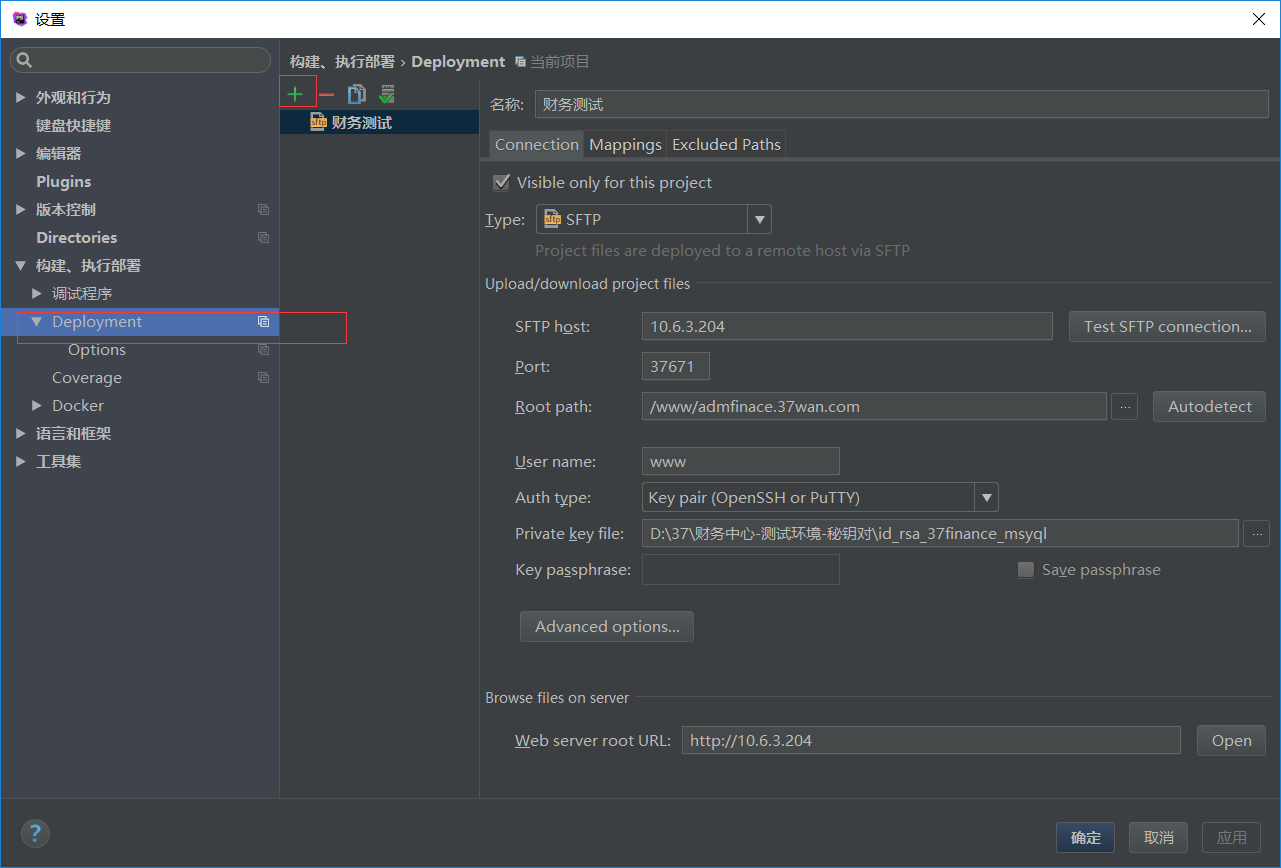 设置
构建、执行部署 › Deployment 当前项目
外观和行为
键盘快捷键
编辑器
Plugins
版本控制
Directories
构建、执行部署
调试程序
Deployment
Options
Coverage
Docker
语言和框架
工具集
sftp 财务测试
名称: 财务测试
Connection Mappings Excluded Paths
Visible only for this project
Type: sftp SFTP
Project files are deployed to a remote host via SFTP
Upload/download project files
SFTP host: 10.6.3.204 Test SFTP connection...
Port: 37671
Root path: /www/admfinace.37wan.com ... Autodetect
User name: www
Auth type: Key pair (OpenSSH or PuTTY)
Private key file: D:\37\财务中心-测试环境-秘钥对\id_rsa_37finance_msyql ...
Key passphrase: Save passphrase
Advanced options...
Browse files on server
Web server root URL: http://10.6.3.204 Open
? 确定 取消 应用